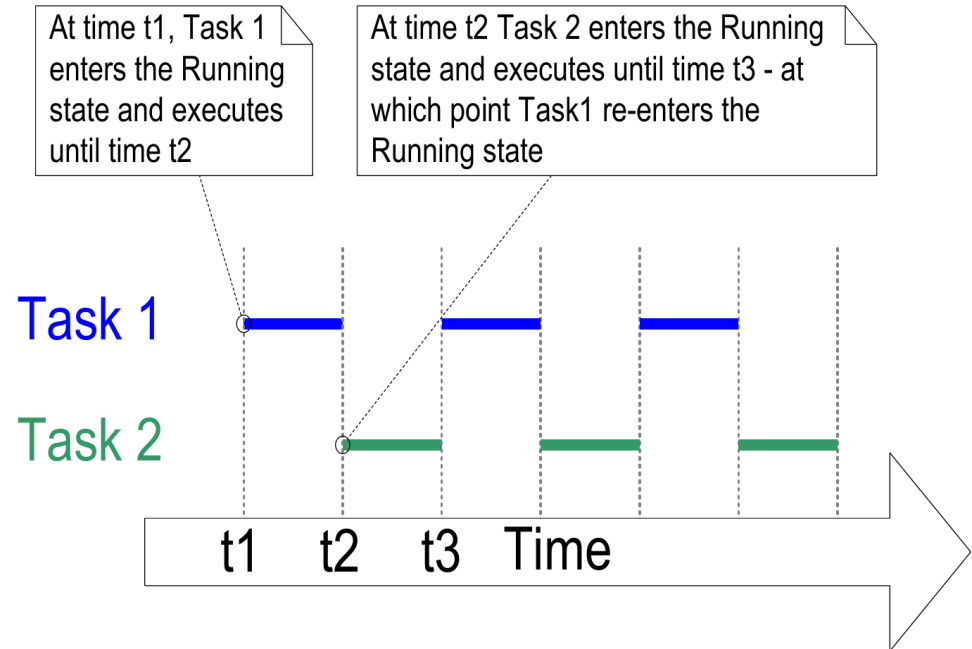 At time t1, Task 1
enters the Running
state and executes
until time t2
At time t2 Task 2 enters the Running
state and executes until time t3 - at
which point Task1 re-enters the
Running state
Task 1
Task 2
t1 t2 t3 Time